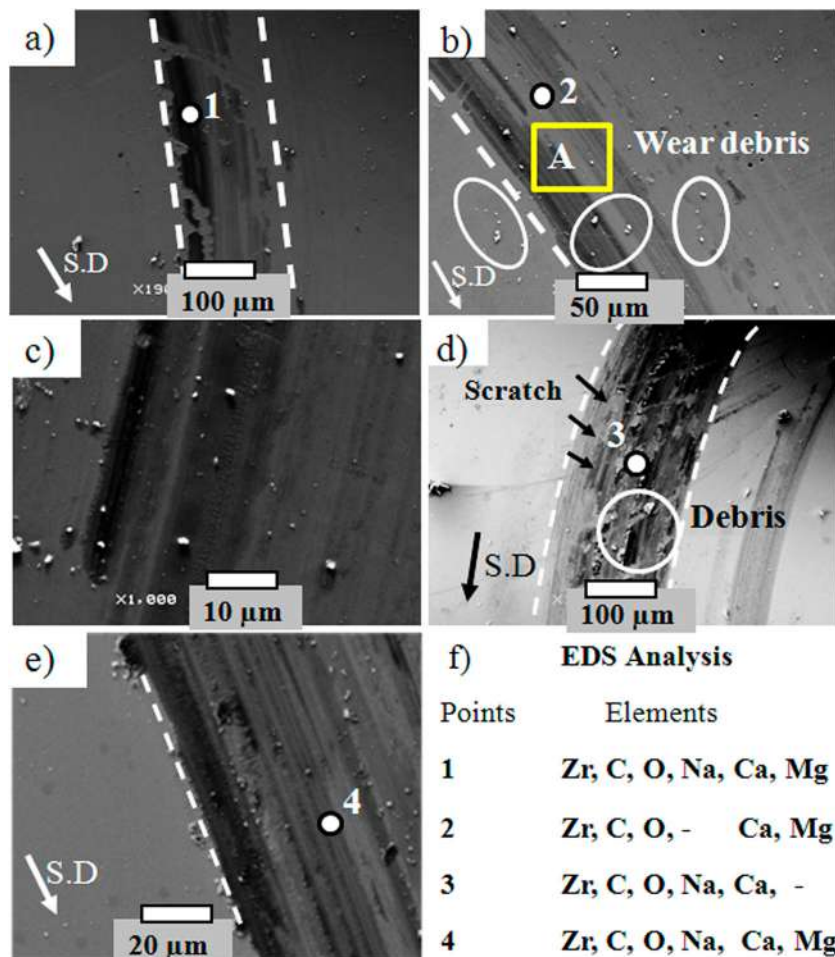 a)
1
S.D
X190
100 µm
b)
2
A
Wear debris
S.D
50 µm
c)
X1,000
10 µm
d)
Scratch
3
Debris
S.D
100 µm
e)
4
S.D
20 µm
f) EDS Analysis
Points Elements
1 Zr, C, O, Na, Ca, Mg
2 Zr, C, O, - Ca, Mg
3 Zr, C, O, Na, Ca, -
4 Zr, C, O, Na, Ca, Mg